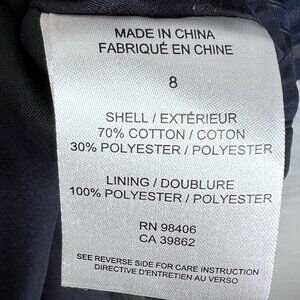 MADE IN CHINA
FABRIQUÉ EN CHINE
8
SHELL / EXTÉRIEUR
70% COTTON / COTON
30% POLYESTER / POLYESTER
LINING / DOUBLURE
100% POLYESTER / POLYESTER
RN 98406
CA 39862
SEE REVERSE SIDE FOR CARE INSTRUCTION
DIRECTIVE D'ENTRETIEN AU VERSO